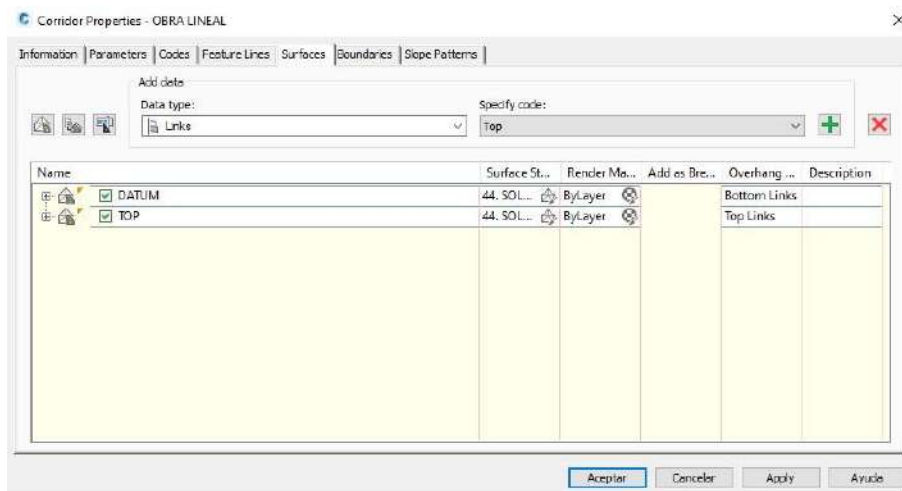 Corridor Properties - OBRA LINEAL
Information Parameters Codes Feature Lines Surfaces Boundaries Slope Patterns
Add data
Data type: Specify code:
Links Top
Name Surface St... Render Ma... Add as Bre... Overhang ... Description
DATUM 44. SOL... ByLayer Bottom Links
TOP 44. SOL... ByLayer Top Links
Aceptar Cancelar Apply Ayuda